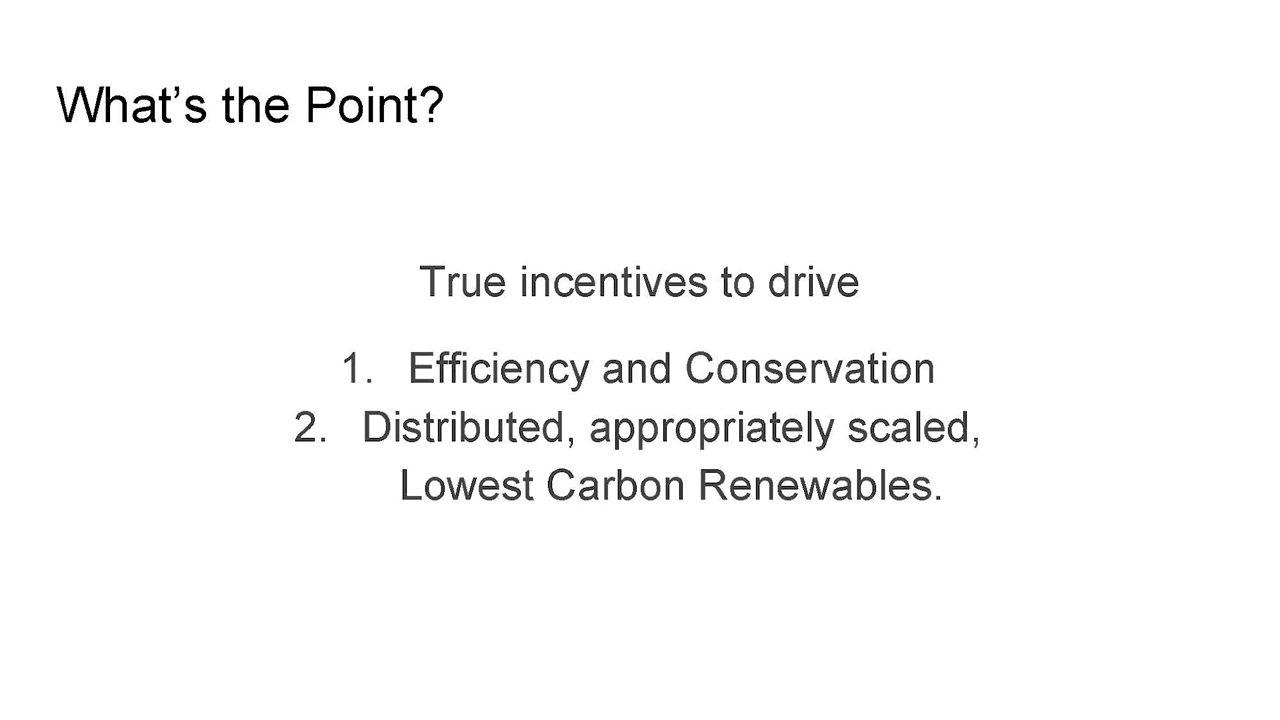 What’s the Point?
True incentives to drive
1. Efficiency and Conservation
2. Distributed, appropriately scaled,
Lowest Carbon Renewables.